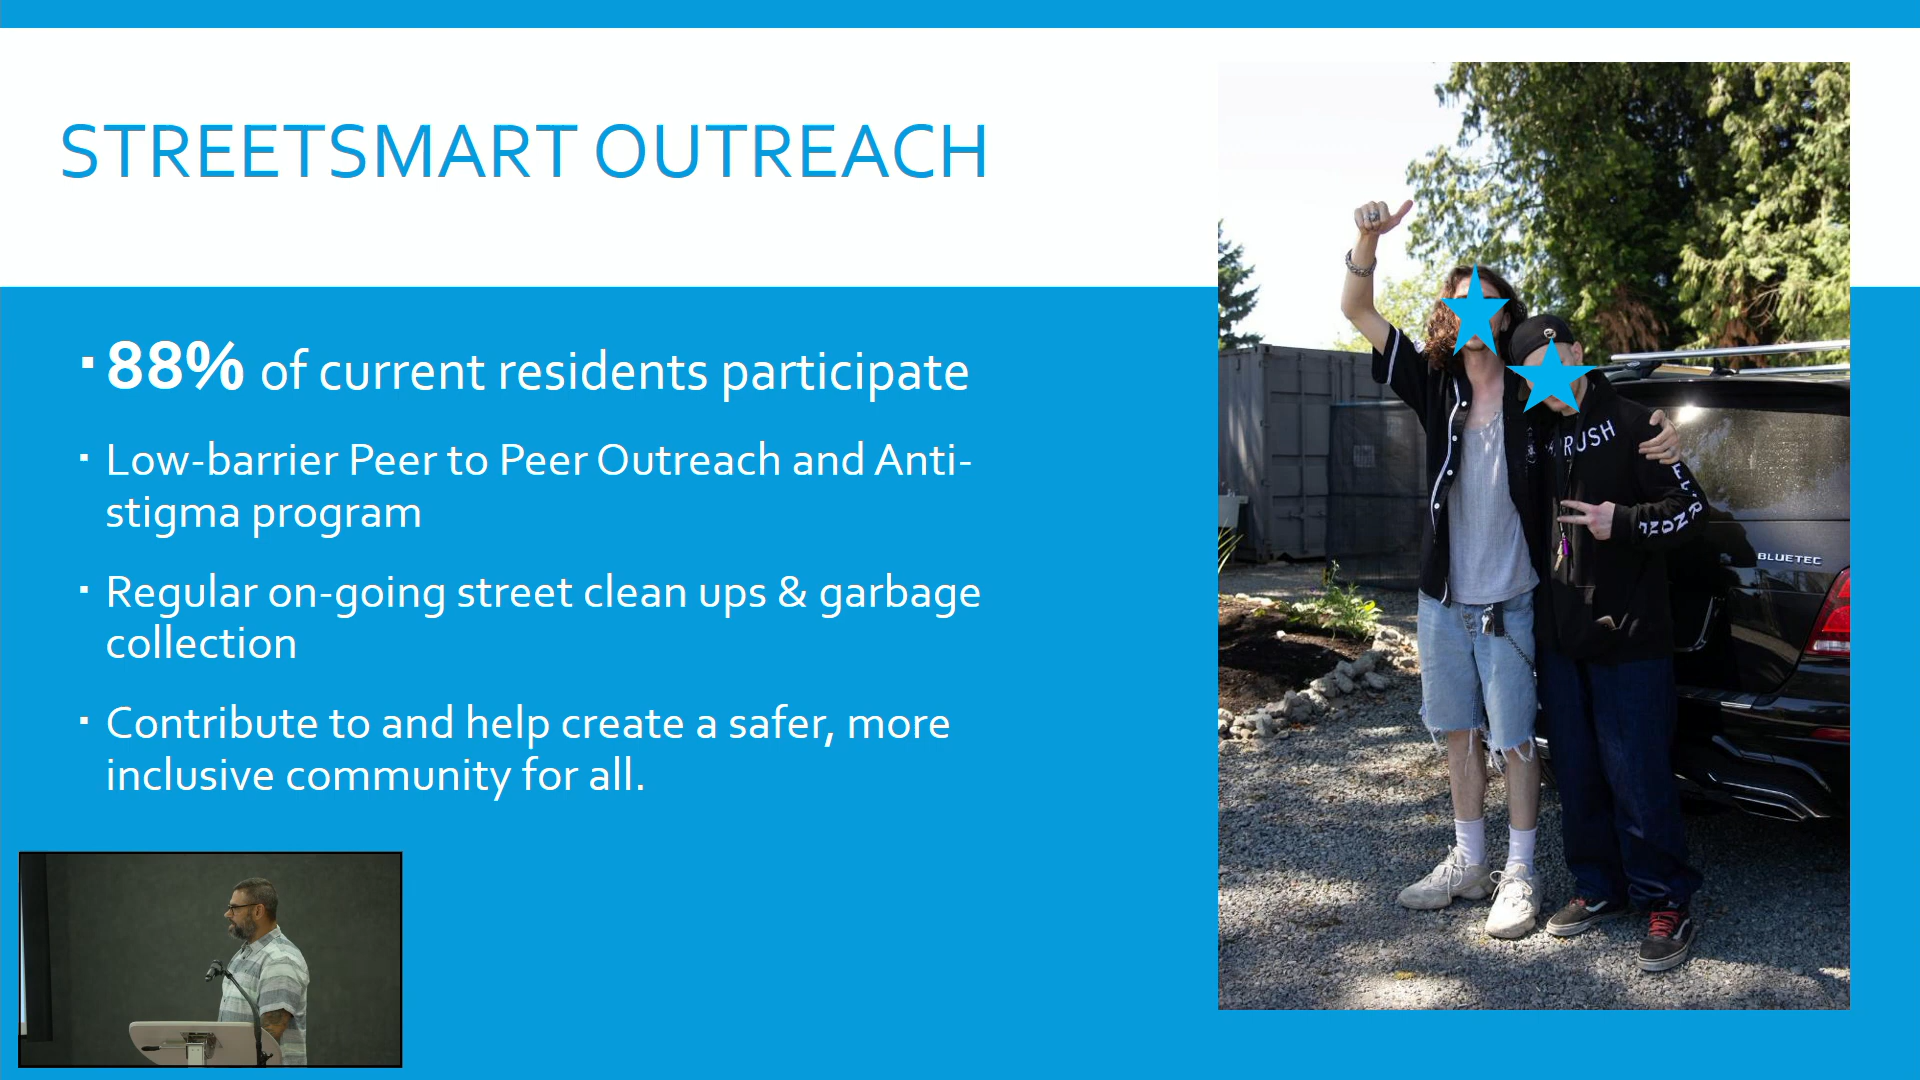 STREETSMART OUTREACH
88% of current residents participate
Low-barrier Peer to Peer Outreach and Anti-
stigma program
Regular on-going street clean ups & garbage
collection
Contribute to and help create a safer, more
inclusive community for all.
BLUETEC